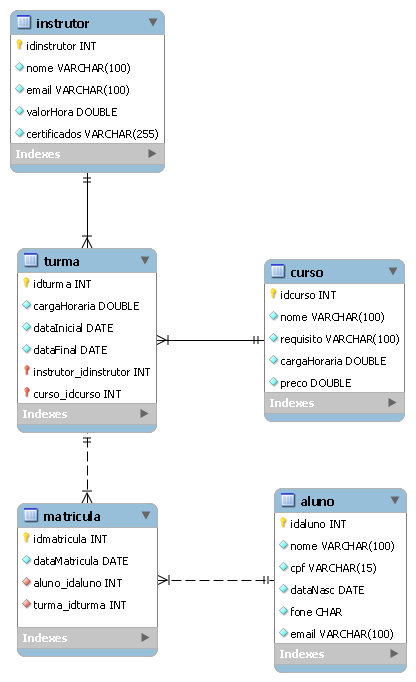 instrutor
idinstrutor INT
nome VARCHAR(100)
email VARCHAR(100)
valorHora DOUBLE
certificados VARCHAR(255)
Indexes
turma
idturma INT
cargaHoraria DOUBLE
dataInicial DATE
dataFinal DATE
instrutor_idinstrutor INT
curso_idcurso INT
Indexes
curso
idcurso INT
nome VARCHAR(100)
requisito VARCHAR(100)
cargaHoraria DOUBLE
preco DOUBLE
Indexes
matricula
idmatricula INT
dataMatricula DATE
aluno_idaluno INT
turma_idturma INT
Indexes
aluno
idaluno INT
nome VARCHAR(100)
cpf VARCHAR(15)
dataNasc DATE
fone CHAR
email VARCHAR(100)
Indexes